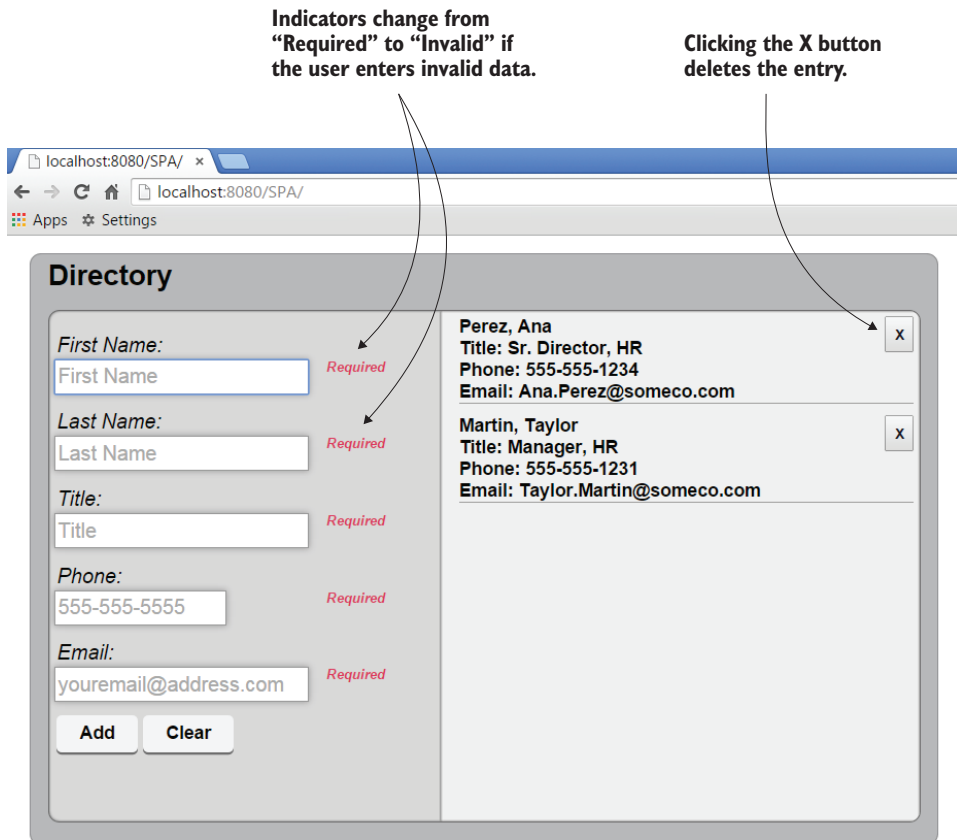 Indicators change from
“Required” to “Invalid” if
the user enters invalid data.
Clicking the X button
deletes the entry.
localhost:8080/SPA/ ×
localhost:8080/SPA/
Apps Settings
Directory
First Name:
First Name
Required
Last Name:
Last Name
Required
Title:
Title
Required
Phone:
555-555-5555
Required
Email:
youremail@address.com
Required
Add Clear
Perez, Ana
X
Title: Sr. Director, HR
Phone: 555-555-1234
Email: Ana.Perez@someco.com
Martin, Taylor
X
Title: Manager, HR
Phone: 555-555-1231
Email: Taylor.Martin@someco.com